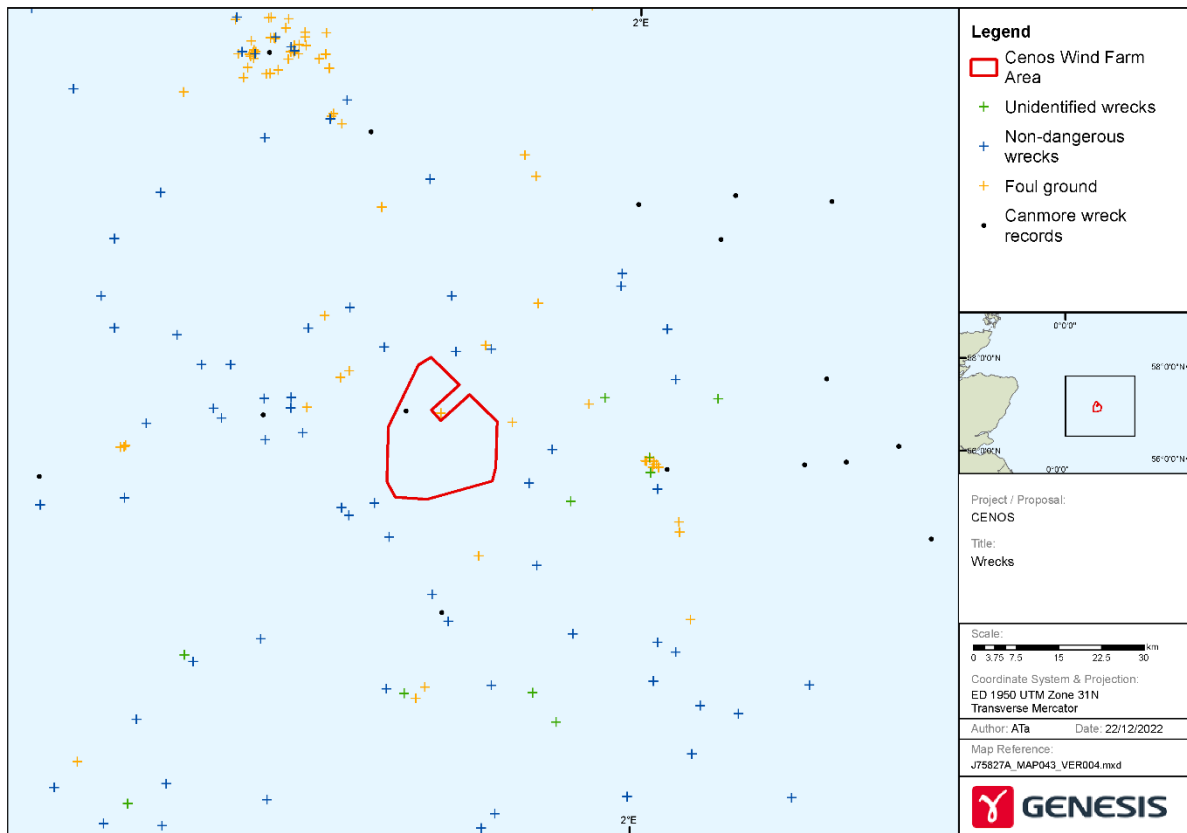 2°E
2°E
Legend
Cenos Wind Farm
Area
Unidentified wrecks
Non-dangerous
wrecks
Foul ground
Canmore wreck
records
0°0'0"
58°0'0"N
58°0'0"N
56°0'0"N
56°0'0"N
0°0'0"
Project / Proposal:
CENOS
Title:
Wrecks
Scale:
km
0 3.75 7.5 15 22.5 30
Coordinate System & Projection:
ED 1950 UTM Zone 31N
Transverse Mercator
Author: ATa Date: 22/12/2022
Map Reference:
J75827A_MAP043_VER004.mxd
GENESIS